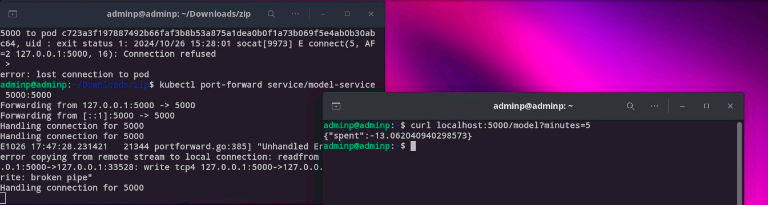 adminp@adminp: ~/Downloads/zip
5000 to pod c723a3f197887492b66faf3b8b53a875a1dea0b0f1a73b069f5e4ab0b30ab
c64, uid : exit status 1: 2024/10/26 15:28:01 socat[9973] E connect(5, AF
=2 127.0.0.1:5000, 16): Connection refused
>
error: lost connection to pod
adminp@adminp:~/Downloads/zip$ kubectl port-forward service/model-service
5000:5000
Forwarding from 127.0.0.1:5000 -> 5000
Forwarding from [::1]:5000 -> 5000
Handling connection for 5000
Handling connection for 5000
E1026 17:47:28.231421   21344 portforward.go:385] "Unhandled Er
error copying from remote stream to local connection: readfrom
.0.1:5000->127.0.0.1:33528: write tcp4 127.0.0.1:5000->127.0.
rite: broken pipe"
Handling connection for 5000
adminp@adminp: ~
adminp@adminp: $ curl localhost:5000/model?minutes=5
{"spent":-13.062040940298573}
adminp@adminp: $